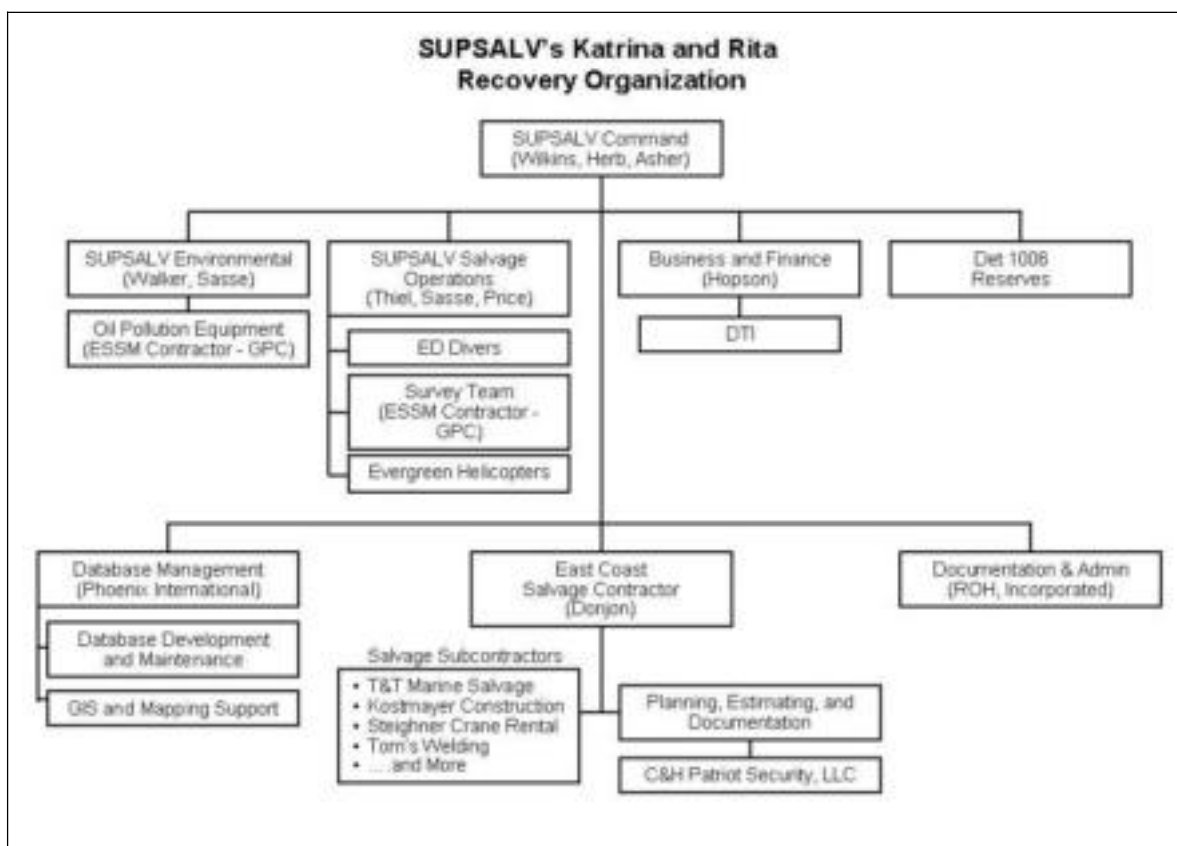 SUPSALV's Katrina and Rita
Recovery Organization
SUPSALV Command
(Wilkins, Herb, Asher)
SUPSALV Environmental
(Walker, Sasse)
Oil Pollution Equipment
(ESSM Contractor - GPC)
SUPSALV Salvage
Operations
(Thiel, Sasse, Price)
ED Divers
Survey Team
(ESSM Contractor -
GPC)
Evergreen Helicopters
Business and Finance
(Hopson)
DTI
Det 1006
Reserves
Database Management
(Phoenix International)
Database Development
and Maintenance
GIS and Mapping Support
East Coast
Salvage Contractor
(Donjon)
Salvage Subcontractors
• T&T Marine Salvage
• Kostmayer Construction
• Steighner Crane Rental
• Tom's Welding
• ....and More
Planning, Estimating, and
Documentation
C&H Patriot Security, LLC
Documentation & Admin
(ROH, Incorporated)